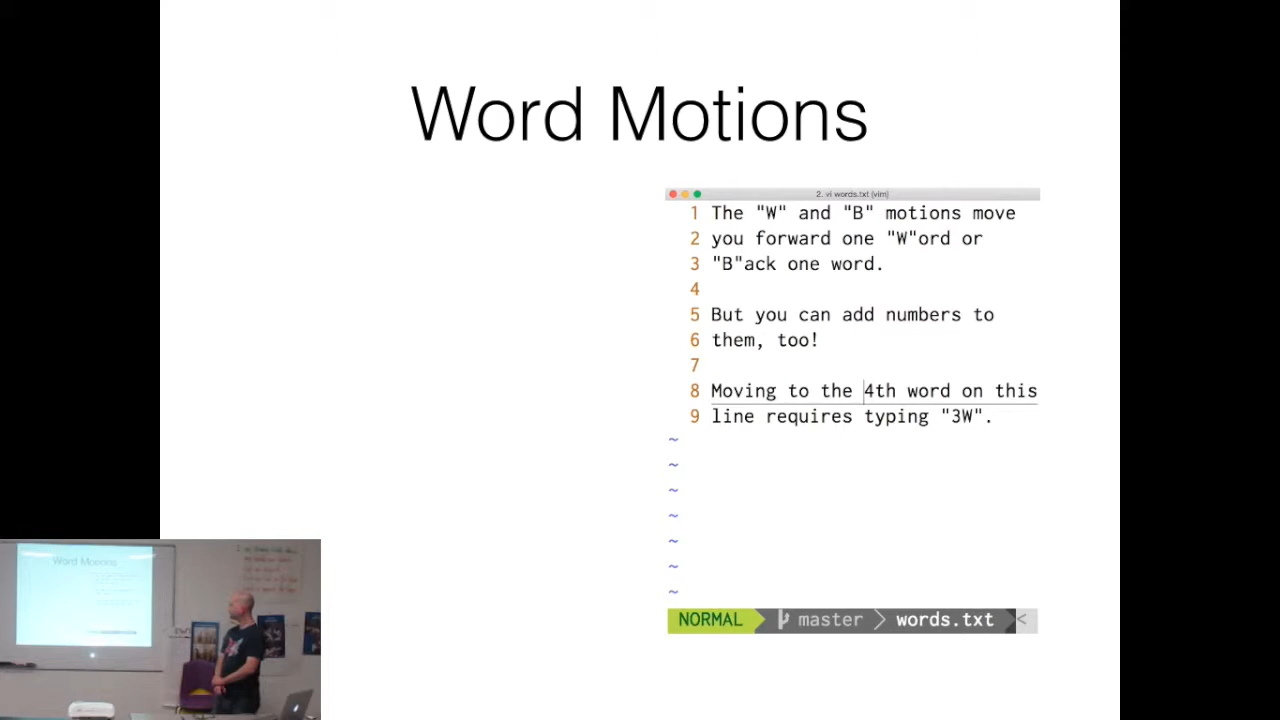 Word Motions
2. vi words.txt (vim)
1 The "W" and "B" motions move
2 you forward one "W"ord or
3 "B"ack one word.
4
5 But you can add numbers to
6 them, too!
7
8 Moving to the 4th word on this
9 line requires typing "3W".
~
~
~
~
~
~
~
NORMAL master words.txt <
Word Motions